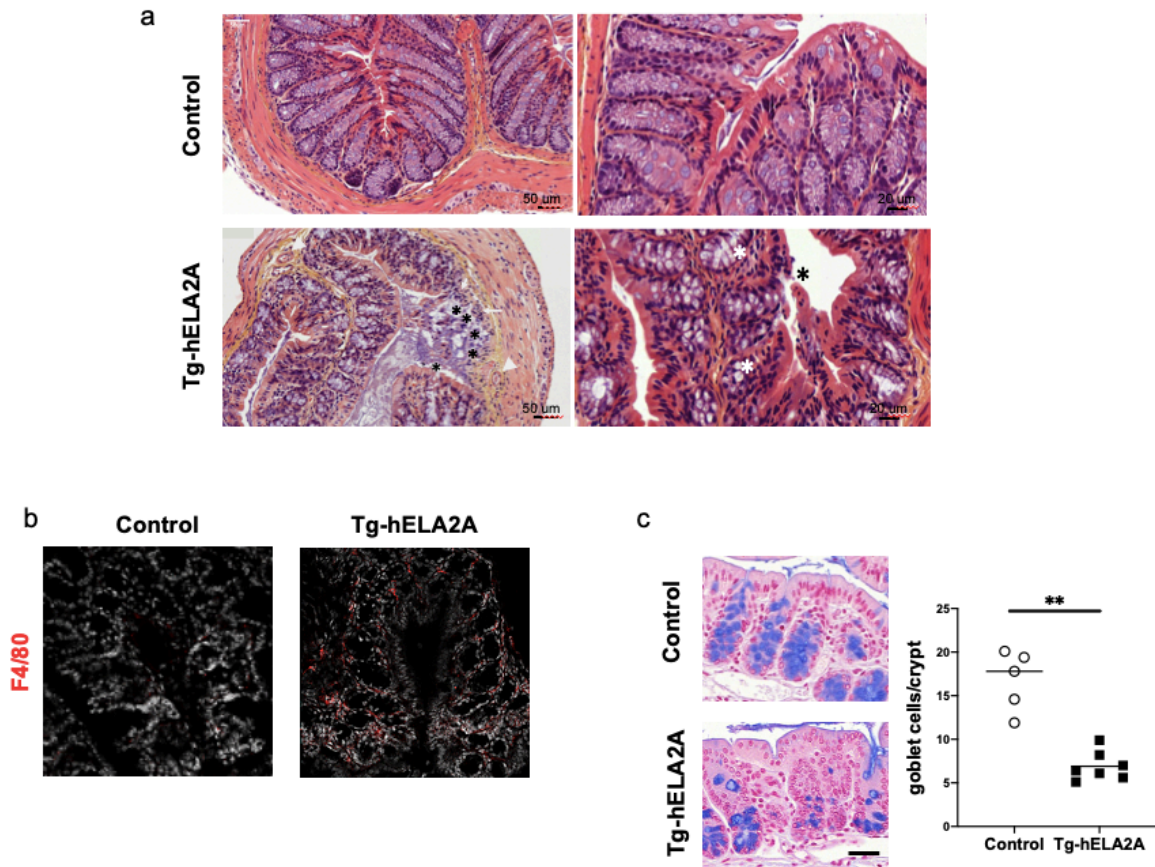 a
Control
50 um
20 um
Tg-hELA2A
* * * * *
50 um
* * *
20 um
b
Control
Tg-hELA2A
F4/80
c
Control
Tg-hELA2A
goblet cells/crypt
25
20
15
10
5
0
**
Control Tg-hELA2A